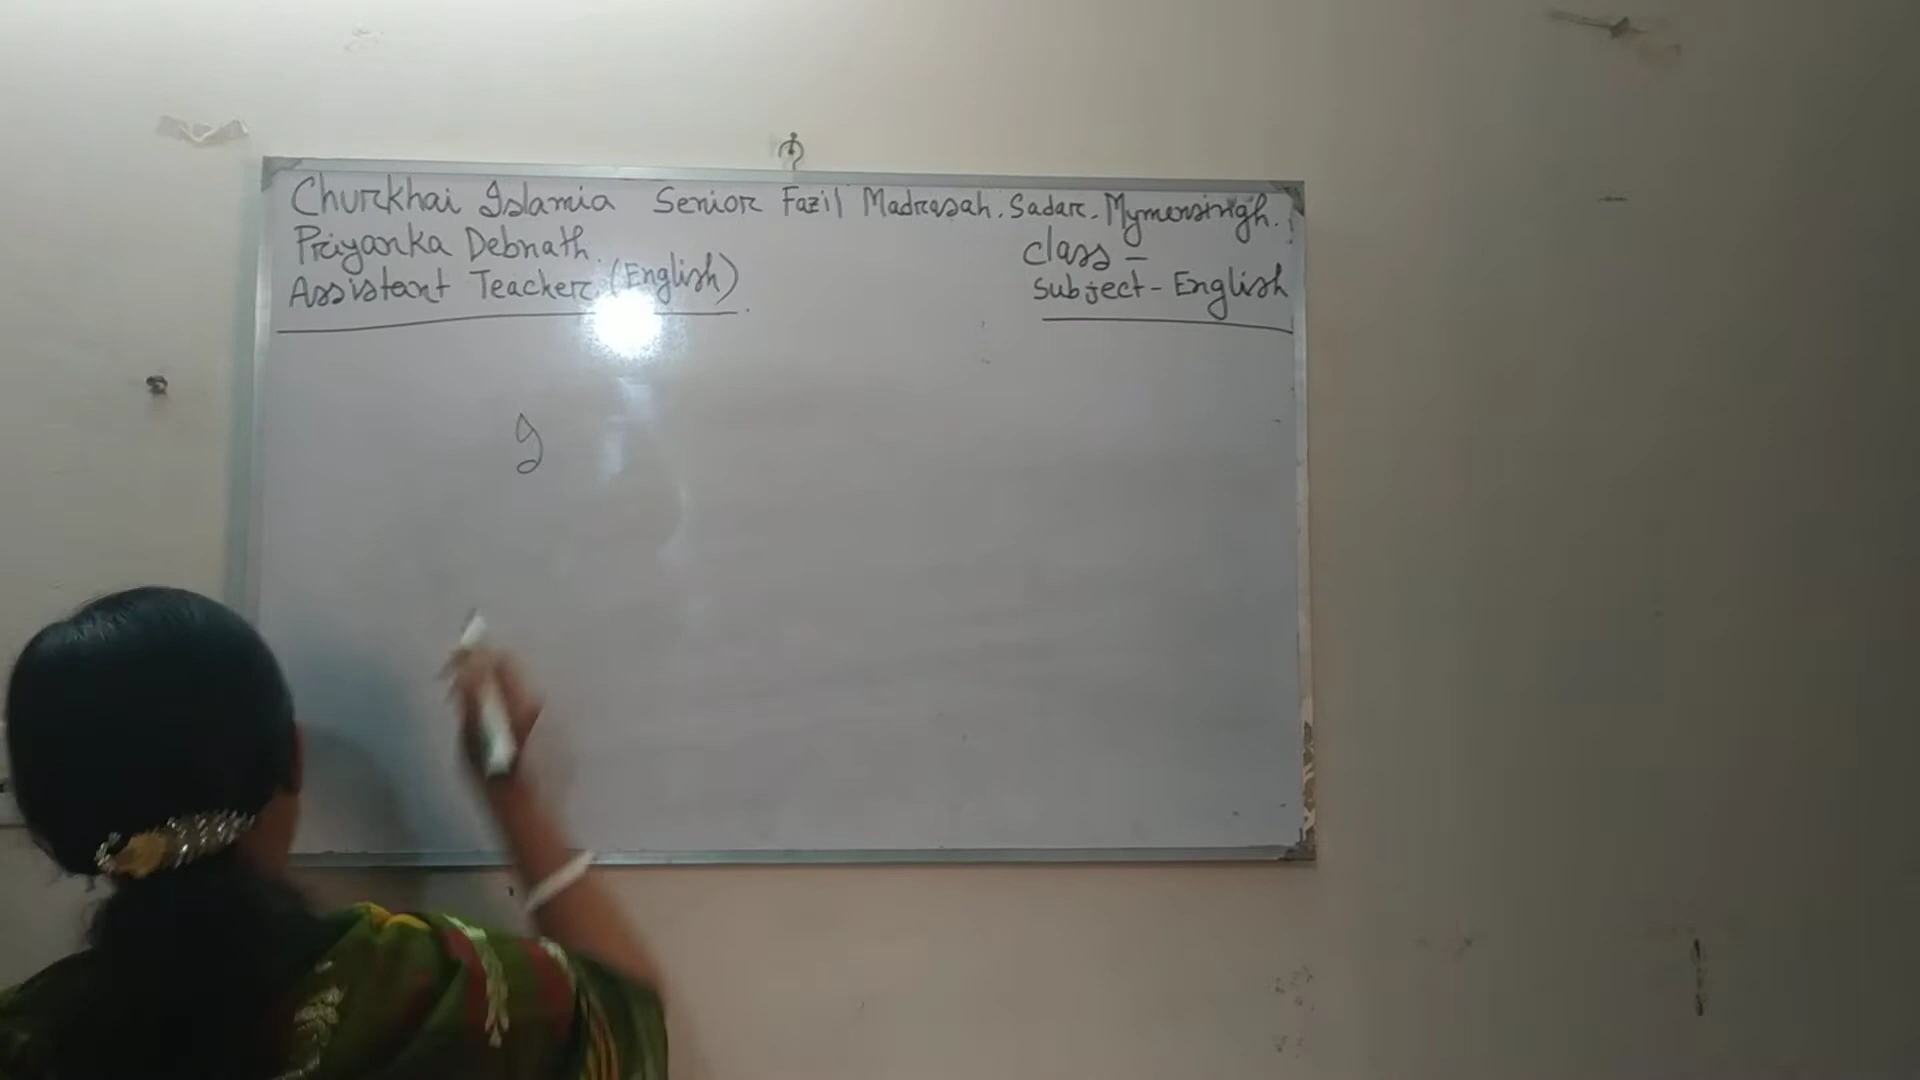 Churkhai Islamia Senior Fazil Madrasah. Sadar. Mymensingh.
Priyanka Debnath.
Assistant Teacher (English)
Class -
Subject - English
I